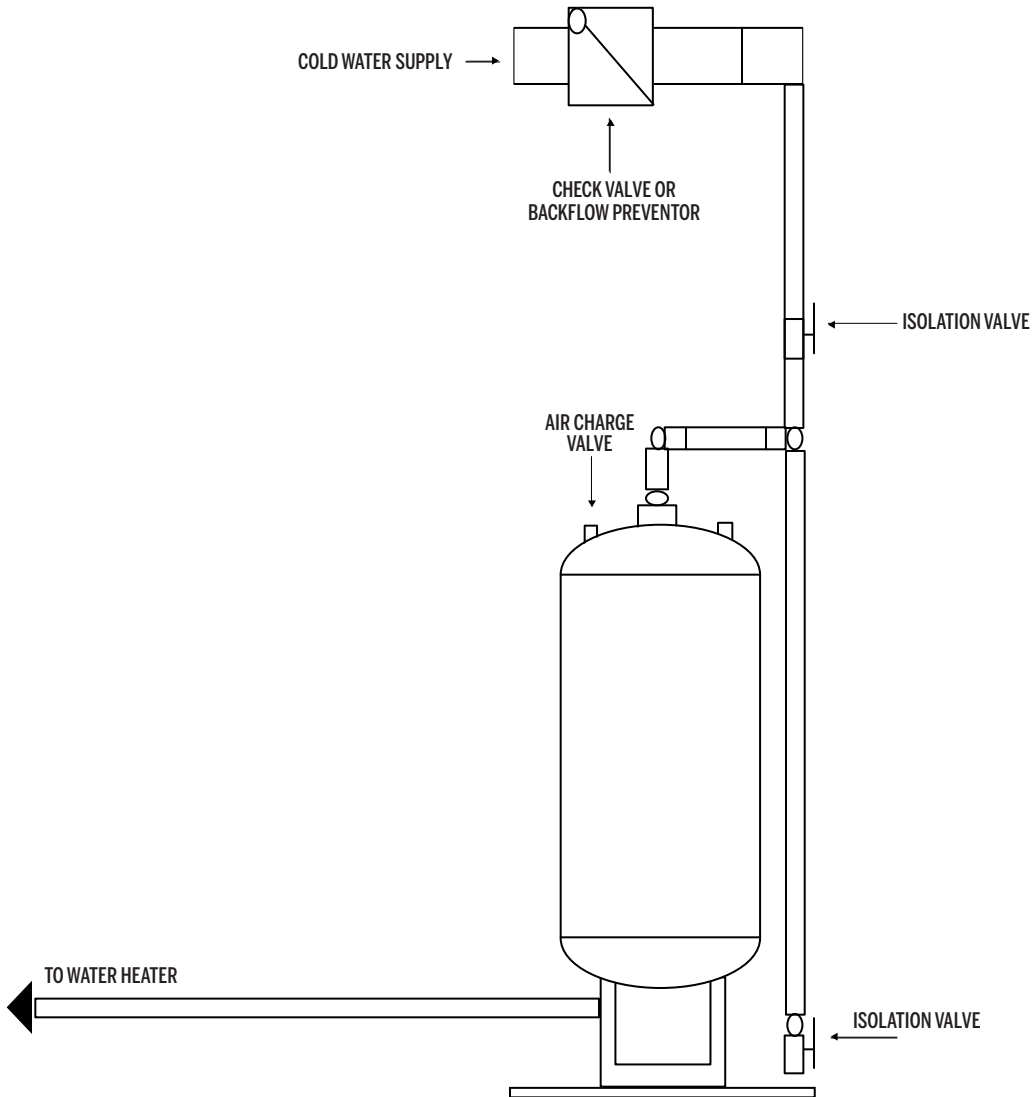 COLD WATER SUPPLY
CHECK VALVE OR
BACKFLOW PREVENTOR
ISOLATION VALVE
AIR CHARGE
VALVE
TO WATER HEATER
ISOLATION VALVE